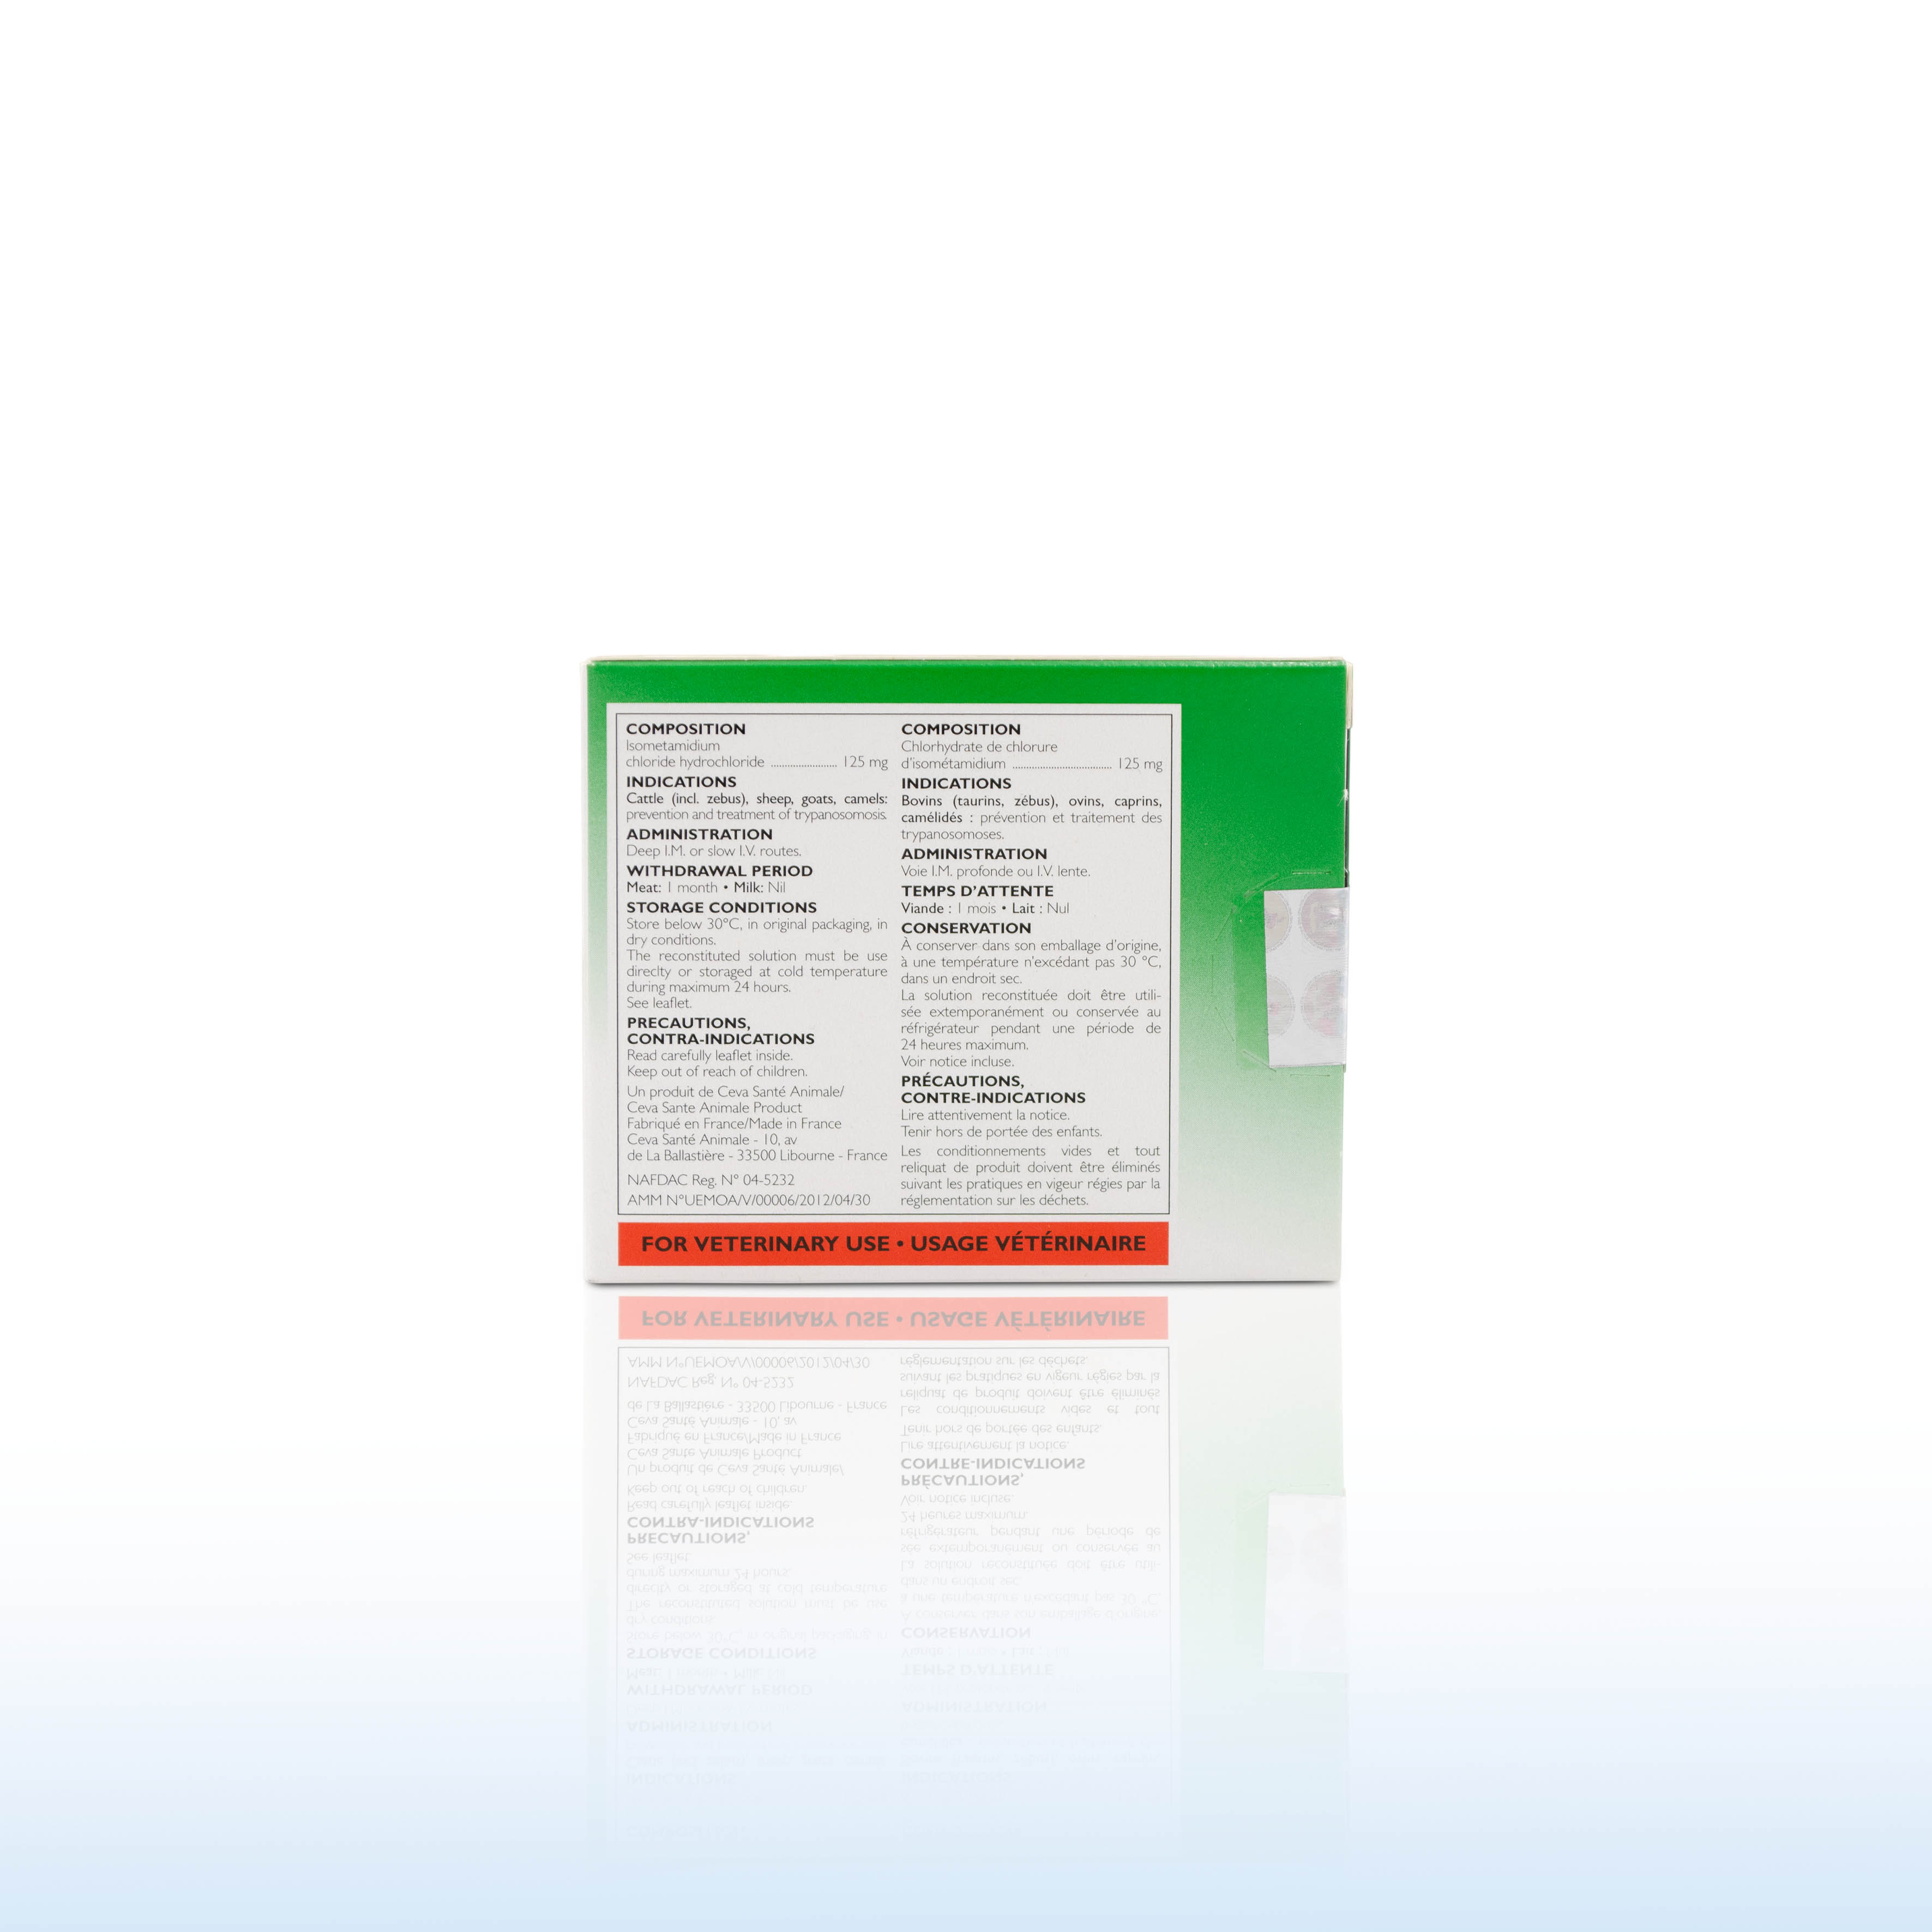 COMPOSITION
Isometamidium
chloride hydrochloride ........................ 125 mg
INDICATIONS
Cattle (incl. zebus), sheep, goats, camels:
prevention and treatment of trypanosomosis.
ADMINISTRATION
Deep I.M. or slow I.V. routes.
WITHDRAWAL PERIOD
Meat: 1 month • Milk: Nil
STORAGE CONDITIONS
Store below 30°C, in original packaging, in
dry conditions.
The reconstituted solution must be use
direclty or storaged at cold temperature
during maximum 24 hours.
See leaflet.
PRECAUTIONS,
CONTRA-INDICATIONS
Read carefully leaflet inside.
Keep out of reach of children.
Un produit de Ceva Santé Animale/
Ceva Sante Animale Product
Fabriqué en France/Made in France
Ceva Santé Animale - 10, av
de La Ballastière - 33500 Libourne - France
NAFDAC Reg. N° 04-5232
AMM N°UEMOA/V/00006/2012/04/30
COMPOSITION
Chlorhydrate de chlorure
d'isométamidium .................................... 125 mg
INDICATIONS
Bovins (taurins, zébus), ovins, caprins,
camélidés : prévention et traitement des
trypanosomoses.
ADMINISTRATION
Voie I.M. profonde ou I.V. lente.
TEMPS D'ATTENTE
Viande : 1 mois • Lait : Nul
CONSERVATION
À conserver dans son emballage d'origine,
à une température n'excédant pas 30 °C,
dans un endroit sec.
La solution reconstituée doit être utili-
sée extemporanément ou conservée au
réfrigérateur pendant une période de
24 heures maximum.
Voir notice incluse.
PRÉCAUTIONS,
CONTRE-INDICATIONS
Lire attentivement la notice.
Tenir hors de portée des enfants.
Les conditionnements vides et tout
reliquat de produit doivent être éliminés
suivant les pratiques en vigeur régies par la
réglementation sur les déchets.
FOR VETERINARY USE • USAGE VÉTÉRINAIRE